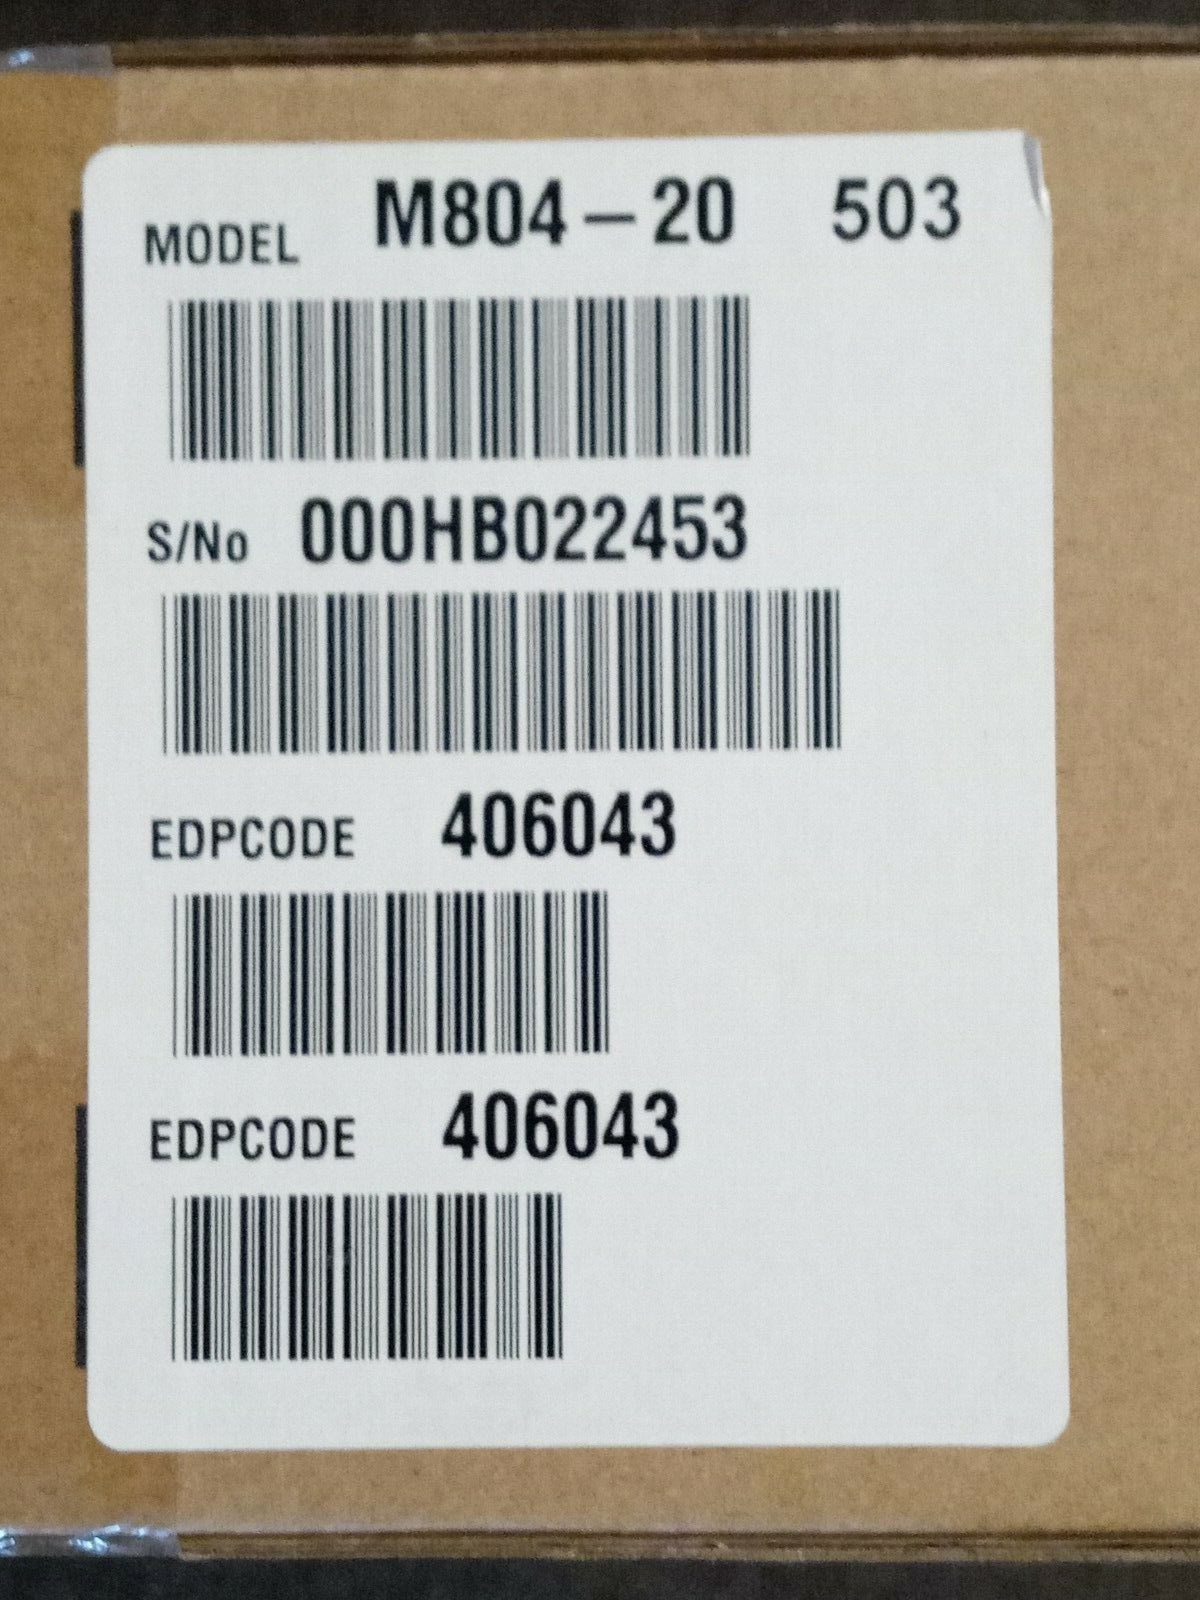 MODEL M804-20 503
S/No 000HB022453
EDPCODE 406043
EDPCODE 406043